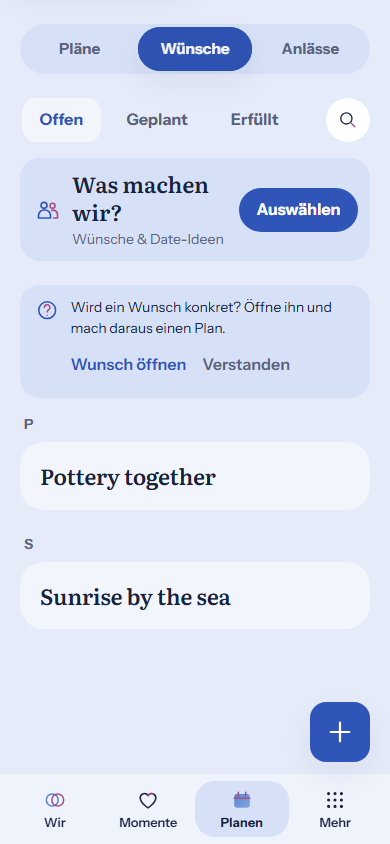 Pläne Wünsche Anlässe
Offen Geplant Erfüllt
Was machen
wir?
Wünsche & Date-Ideen
Auswählen
Wird ein Wunsch konkret? Öffne ihn und
mach daraus einen Plan.
Wunsch öffnen Verstanden
P
Pottery together
S
Sunrise by the sea
Wir Momente Planen Mehr